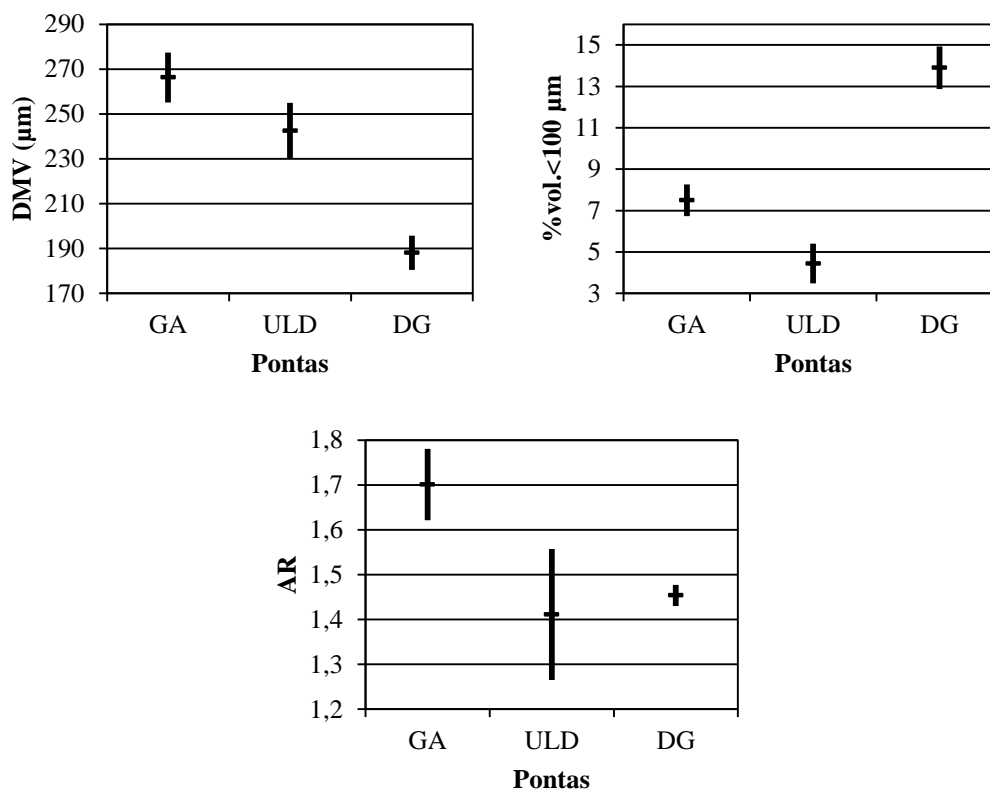 DMV (µm)
290
270
250
230
210
190
170
GA ULD DG
Pontas
%vol.<100 µm
15
13
11
9
7
5
3
GA ULD DG
Pontas
AR
1,8
1,7
1,6
1,5
1,4
1,3
1,2
GA ULD DG
Pontas